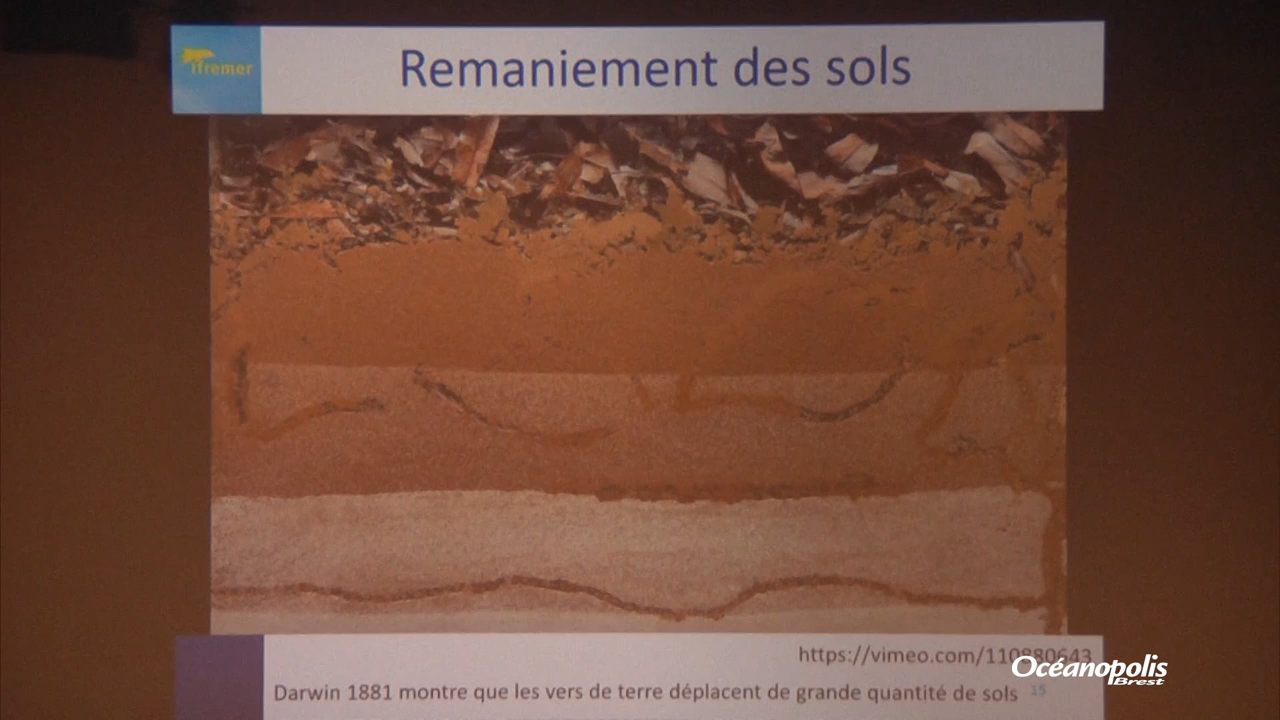 ifremer
Remaniement des sols
https://vimeo.com/110880643
Océanopolis
Brest
Darwin 1881 montre que les vers de terre déplacent de grande quantité de sols
15